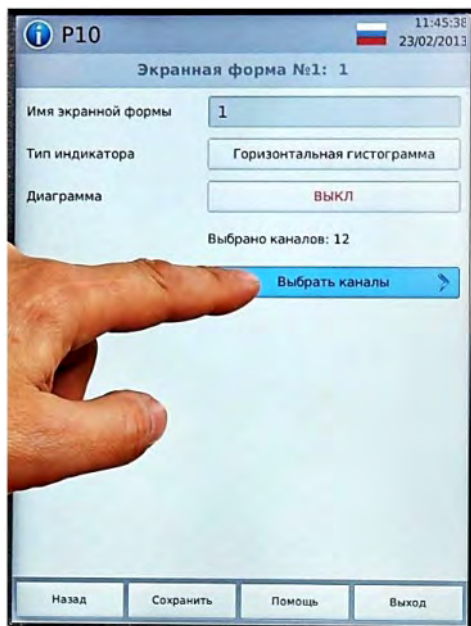 P10
11:45:38
23/02/2013
Экранная форма №1: 1
Имя экранной формы 1
Тип индикатора Горизонтальная гистограмма
Диаграмма ВЫКЛ
Выбрано каналов: 12
Выбрать каналы
Назад Сохранить Помощь Выход